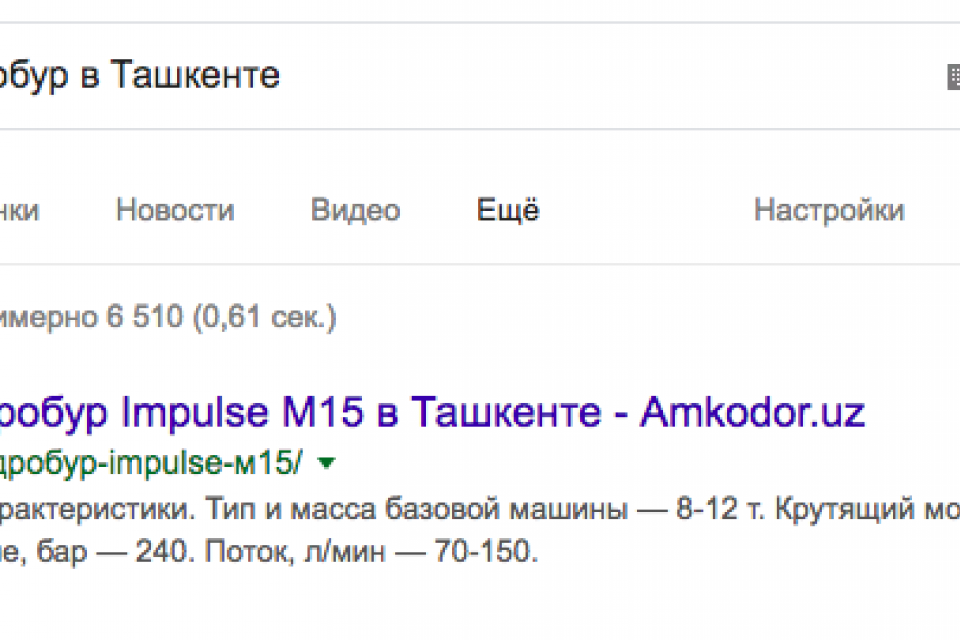 обур в Ташкенте
нки Новости Видео Ещё Настройки
имерно 6 510 (0,61 сек.)
робур Impulse M15 в Ташкенте - Amkodor.uz
дробур-impulse-м15/
рактеристики. Тип и масса базовой машины — 8-12 т. Крутящий мо
е, бар — 240. Поток, л/мин — 70-150.